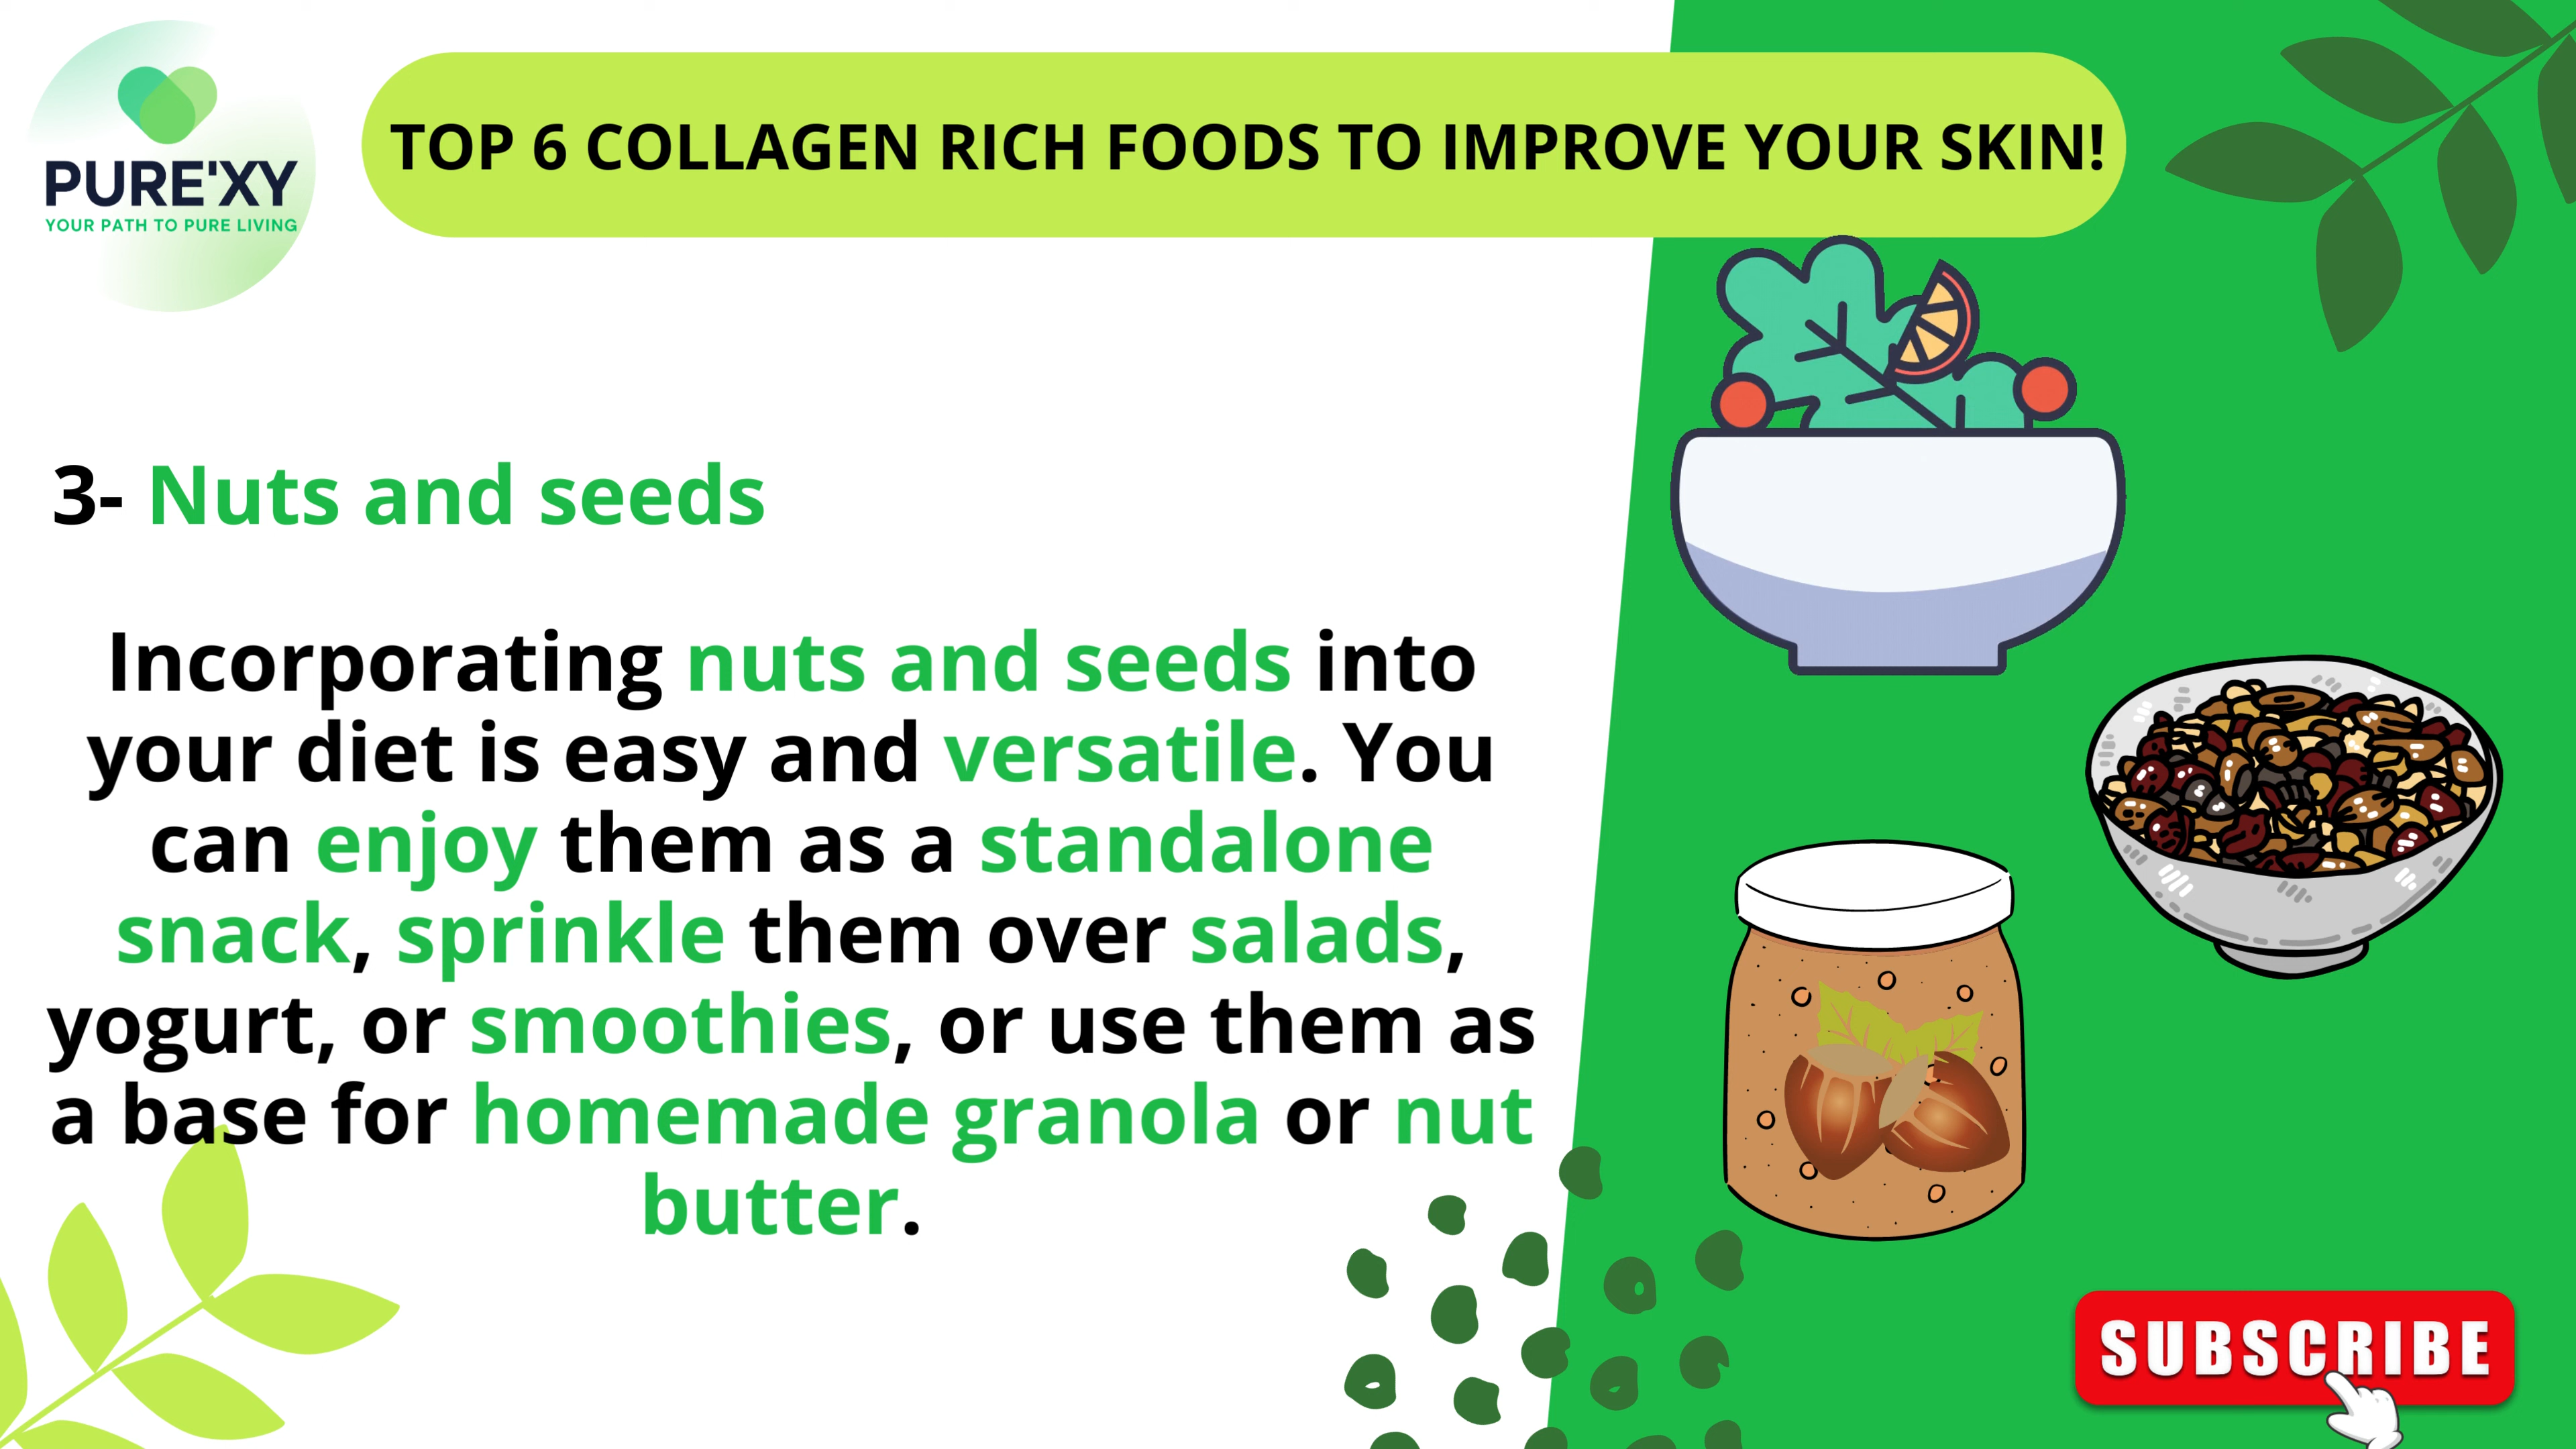 PURE'XY
YOUR PATH TO PURE LIVING
TOP 6 COLLAGEN RICH FOODS TO IMPROVE YOUR SKIN!
3- Nuts and seeds
Incorporating nuts and seeds into
your diet is easy and versatile. You
can enjoy them as a standalone
snack, sprinkle them over salads,
yogurt, or smoothies, or use them as
a base for homemade granola or nut
butter.
SUBSCRIBE